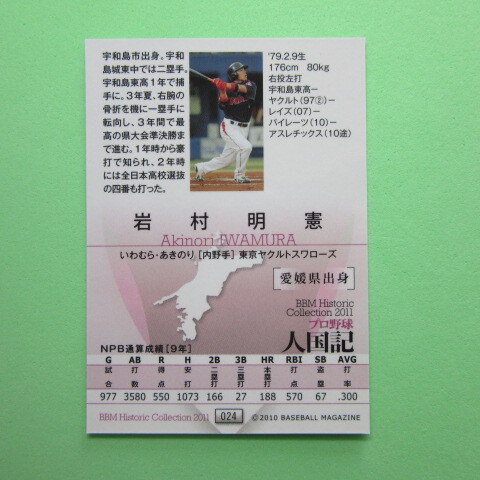 宇和島市出身。宇和
島城東中では二塁手。
宇和島東高1年で捕
手に。3年夏、右腕の
骨折を機に一塁手に
転向し、3年間で最
高の県大会準決勝ま
で進む。1年時から豪
打で知られ、2年時
には全日本高校選抜
の四番も打った。
'79.2.9生
176cm 80kg
右投左打
宇和島東高−
ヤクルト(97②)−
レイズ(07)−
パイレーツ(10)−
アスレチックス(10途)
岩村明憲
Akinori IWAMURA
いわむら・あきのり[内野手]東京ヤクルトスワローズ
愛媛県出身
BBM Historic
Collection 2011
プロ野球
人国記
NPB通算成績[9年]
G AB R H 2B 3B HR RBI SB AVG
試合 打数 得点 安打 二塁打 三塁打 本塁打 打点 盗塁 打率
977 3580 550 1073 166 27 188 570 67 .300
BBM Historic Collection 2011 024 ©2010 BASEBALL MAGAZINE